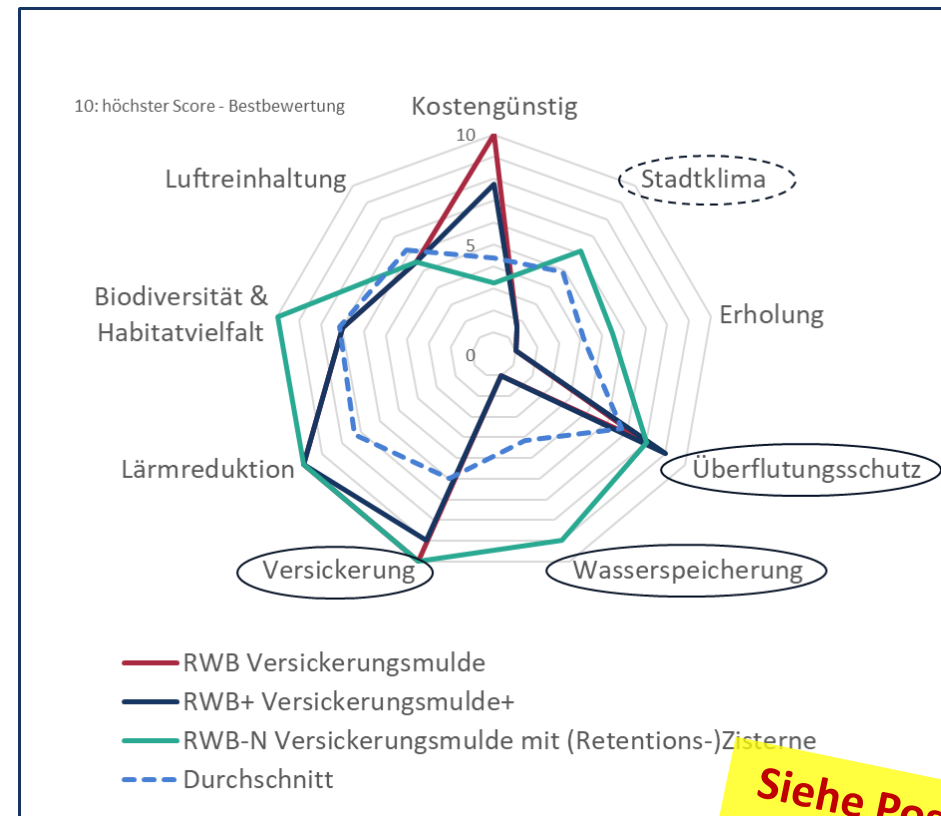 10: höchster Score - Bestbewertung
Kostengünstig
10
Luftreinhaltung
Stadtklima
5
Biodiversität &
Habitatvielfalt
Erholung
0
Lärmreduktion
Überflutungsschutz
Versickerung
Wasserspeicherung
RWB Versickerungsmulde
RWB+ Versickerungsmulde+
RWB-N Versickerungsmulde mit (Retentions-)Zisterne
Durchschnitt
Siehe Pos